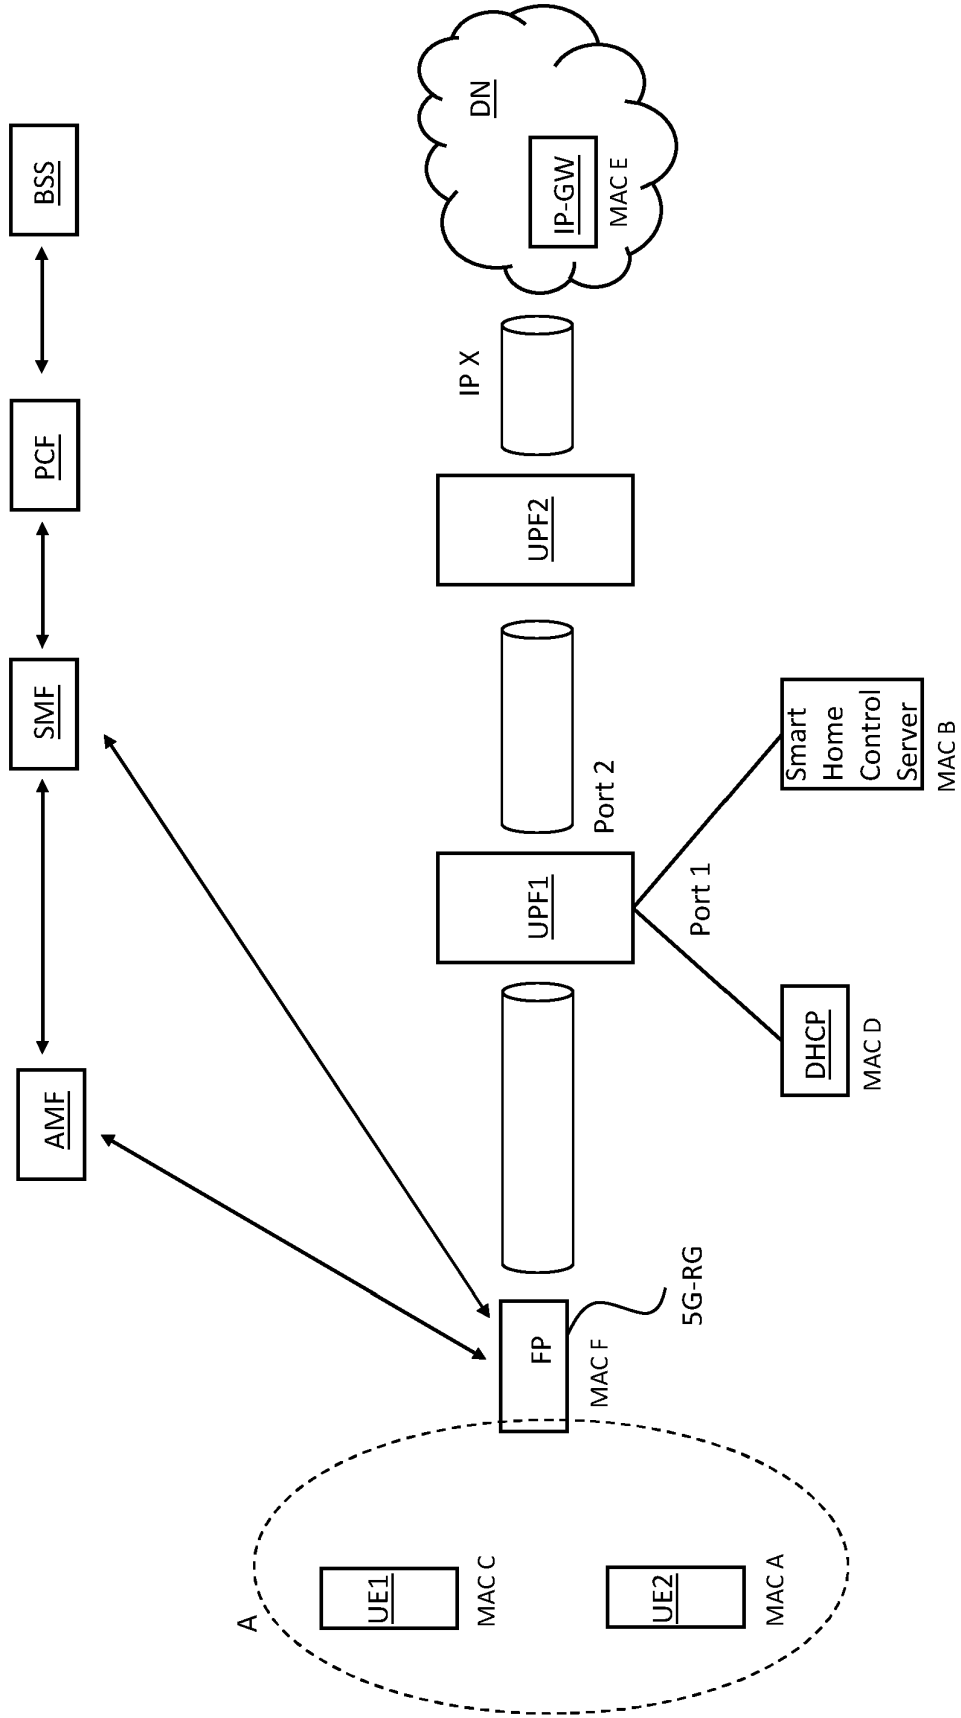 AMF
SMF
PCF
BSS
A
UE1
MAC C
UE2
MAC A
FP
MAC F
5G-RG
UPF1
Port 1
Port 2
DHCP
MAC D
Smart
Home
Control
Server
MAC B
UPF2
IP X
DN
IP-GW
MAC E